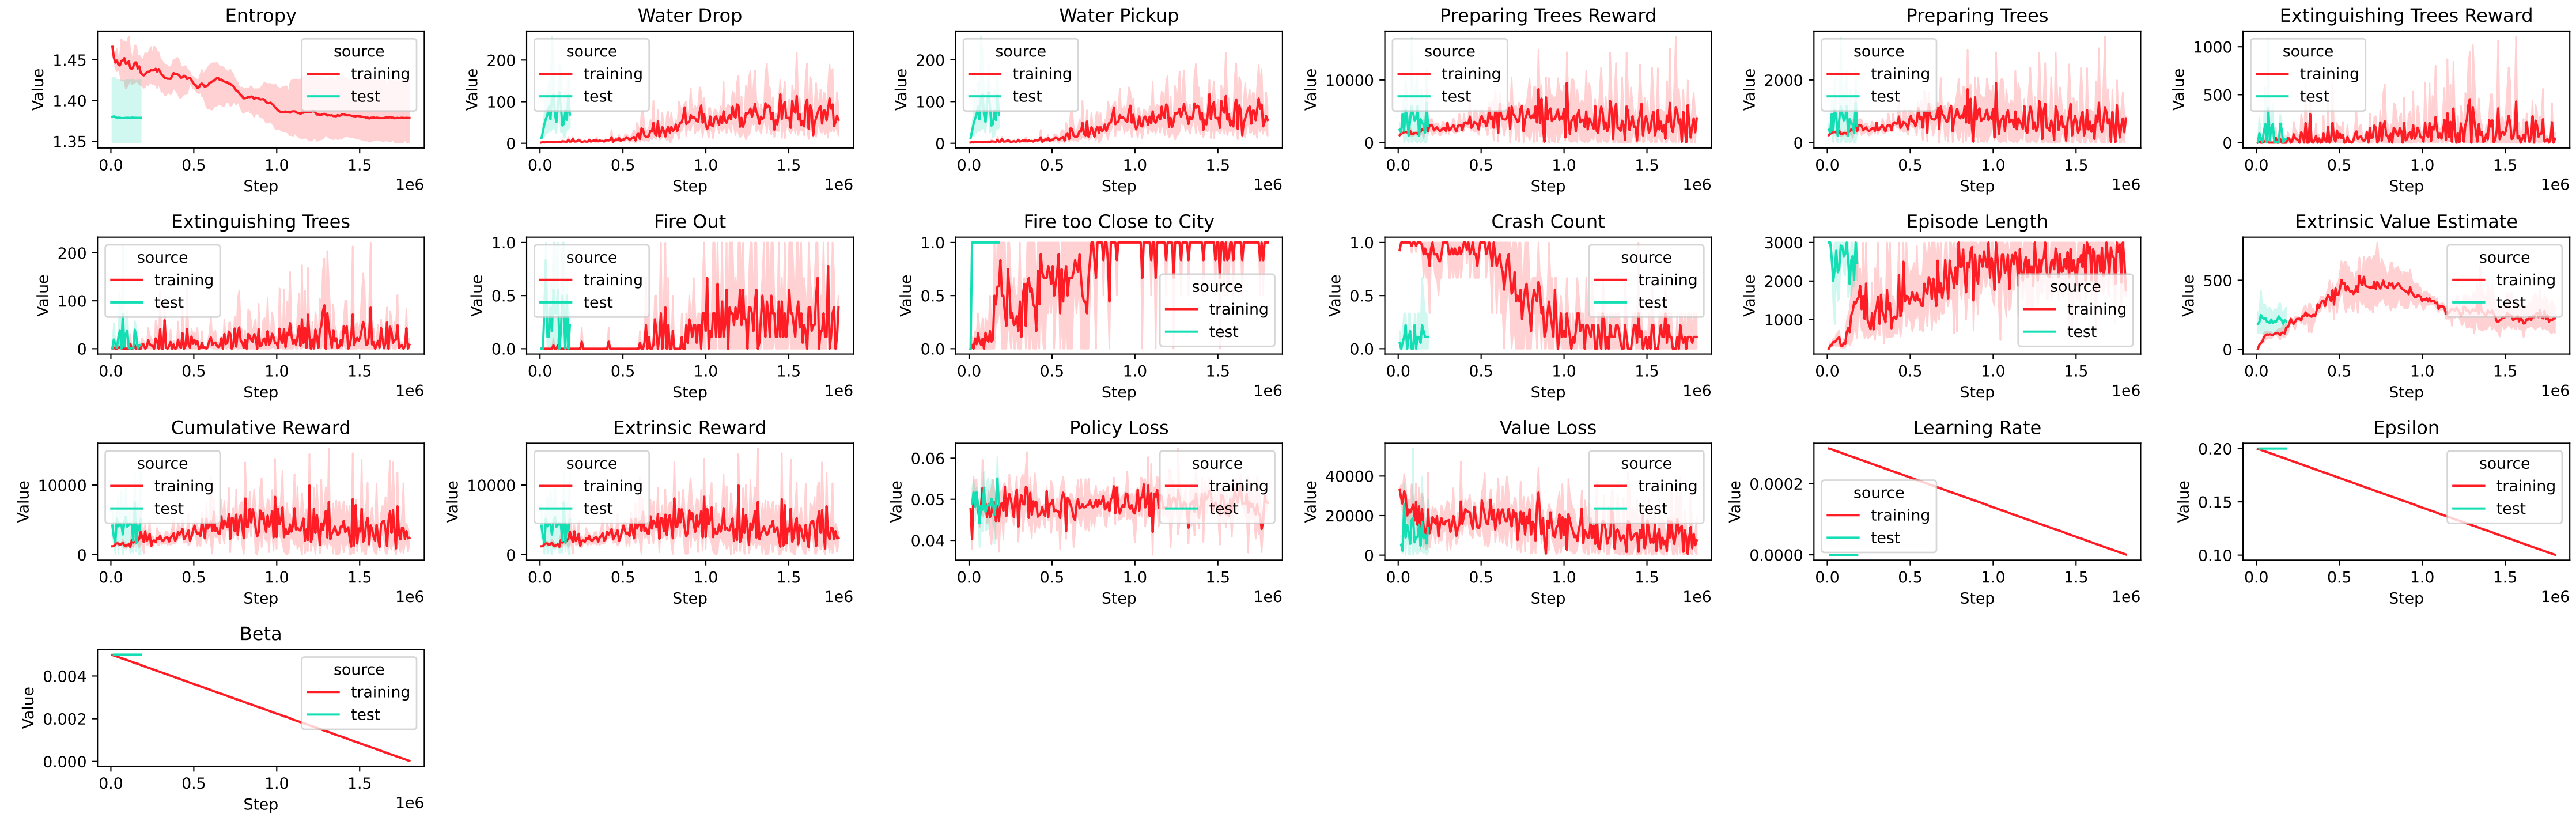 Entropy
Value
1.45
1.40
1.35
source
training
test
0.0 0.5 1.0 1.5
Step
1e6
Water Drop
Value
200
100
0
source
training
test
0.0 0.5 1.0 1.5
Step
1e6
Water Pickup
Value
200
100
0
source
training
test
0.0 0.5 1.0 1.5
Step
1e6
Preparing Trees Reward
Value
10000
0
source
training
test
0.0 0.5 1.0 1.5
Step
1e6
Preparing Trees
Value
2000
0
source
training
test
0.0 0.5 1.0 1.5
Step
1e6
Extinguishing Trees Reward
Value
1000
500
0
source
training
test
0.0 0.5 1.0 1.5
Step
1e6
Extinguishing Trees
Value
200
100
0
source
training
test
0.0 0.5 1.0 1.5
Step
1e6
Fire Out
Value
1.0
0.5
0.0
source
training
test
0.0 0.5 1.0 1.5
Step
1e6
Fire too Close to City
Value
1.0
0.5
0.0
source
training
test
0.0 0.5 1.0 1.5
Step
1e6
Crash Count
Value
1.0
0.5
0.0
source
training
test
0.0 0.5 1.0 1.5
Step
1e6
Episode Length
Value
3000
2000
1000
source
training
test
0.0 0.5 1.0 1.5
Step
1e6
Extrinsic Value Estimate
Value
500
0
source
training
test
0.0 0.5 1.0 1.5
Step
1e6
Cumulative Reward
Value
10000
0
source
training
test
0.0 0.5 1.0 1.5
Step
1e6
Extrinsic Reward
Value
10000
0
source
training
test
0.0 0.5 1.0 1.5
Step
1e6
Policy Loss
Value
0.06
0.05
0.04
source
training
test
0.0 0.5 1.0 1.5
Step
1e6
Value Loss
Value
40000
20000
0
source
training
test
0.0 0.5 1.0 1.5
Step
1e6
Learning Rate
Value
0.0002
0.0000
source
training
test
0.0 0.5 1.0 1.5
Step
1e6
Epsilon
Value
0.20
0.15
0.10
source
training
test
0.0 0.5 1.0 1.5
Step
1e6
Beta
Value
0.004
0.002
0.000
source
training
test
0.0 0.5 1.0 1.5
Step
1e6